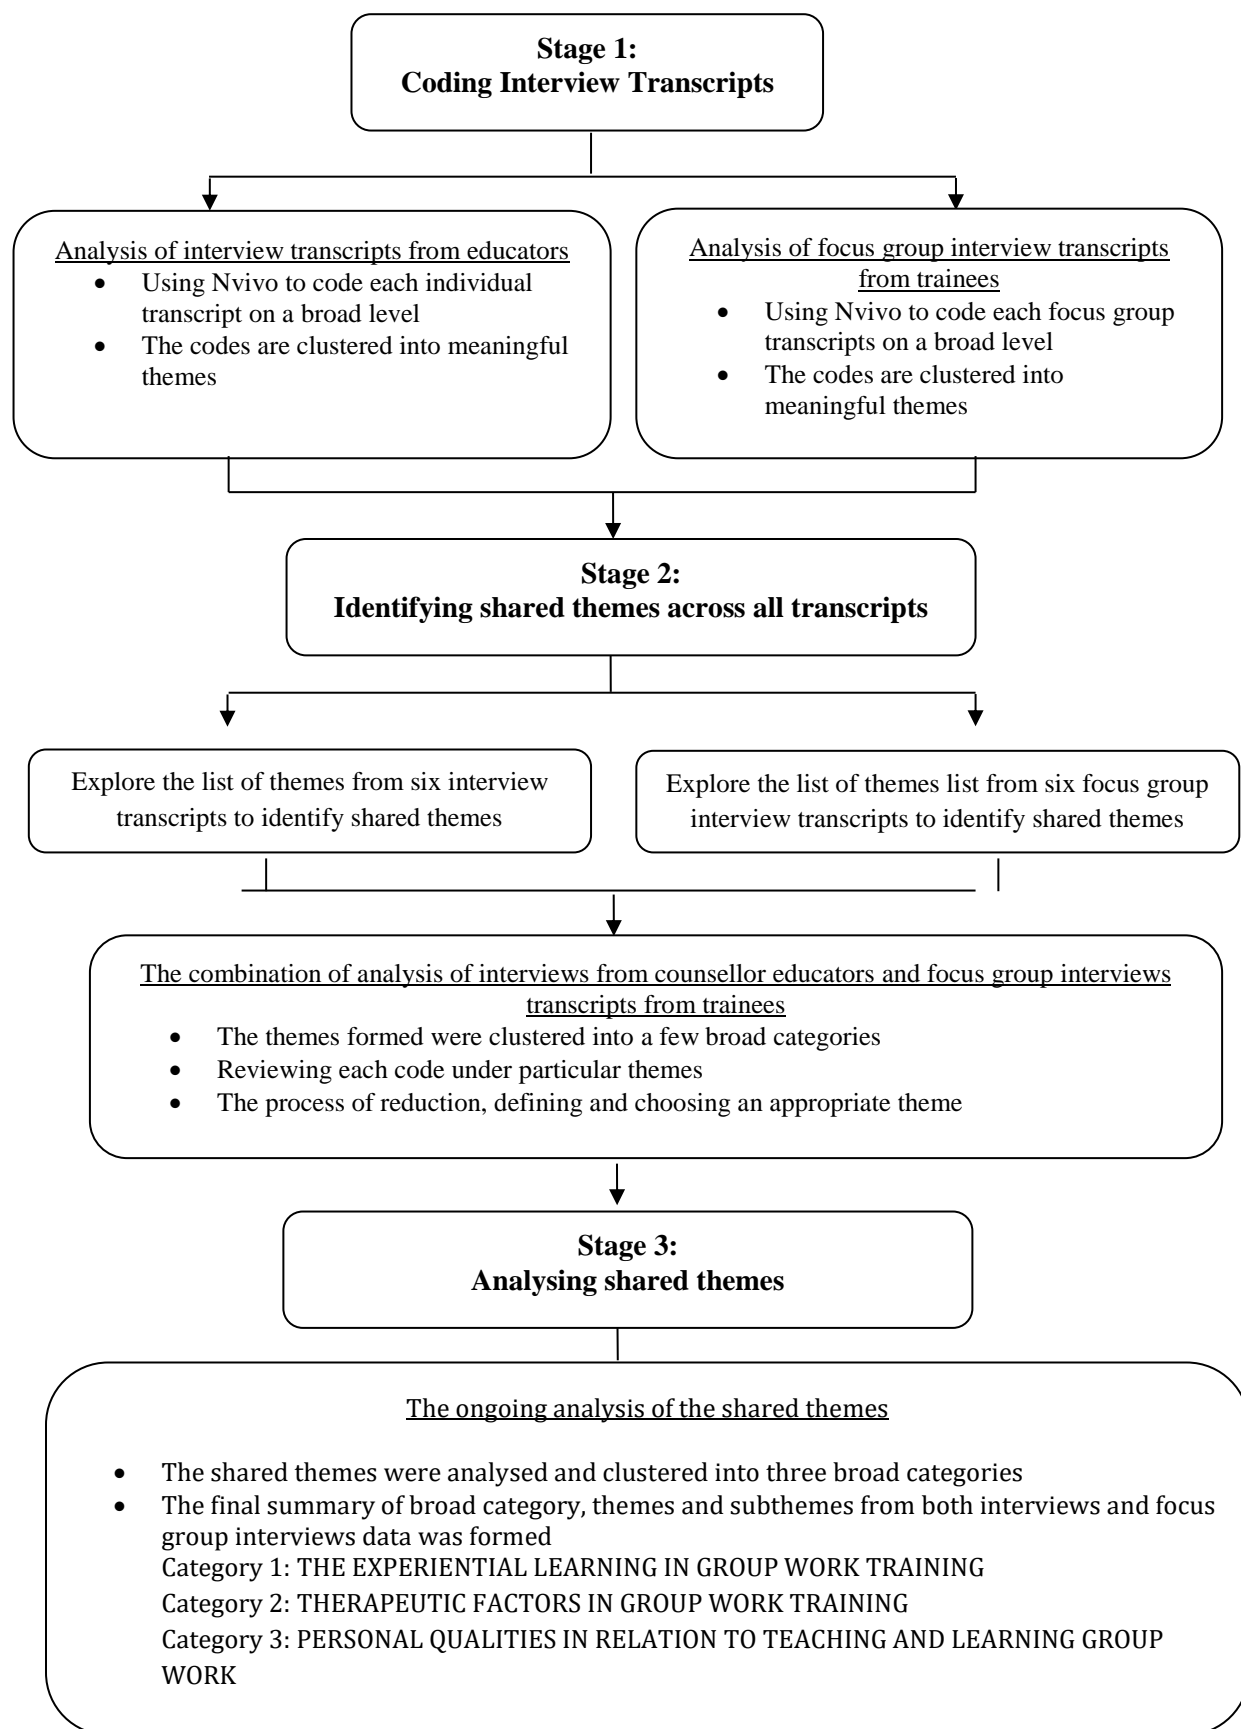 Stage 1:
Coding Interview Transcripts
Analysis of interview transcripts from educators
• Using Nvivo to code each individual
transcript on a broad level
• The codes are clustered into meaningful
themes
Analysis of focus group interview transcripts
from trainees
• Using Nvivo to code each focus group
transcripts on a broad level
• The codes are clustered into
meaningful themes
Stage 2:
Identifying shared themes across all transcripts
Explore the list of themes from six interview
transcripts to identify shared themes
Explore the list of themes list from six focus group
interview transcripts to identify shared themes
The combination of analysis of interviews from counsellor educators and focus group interviews
transcripts from trainees
• The themes formed were clustered into a few broad categories
• Reviewing each code under particular themes
• The process of reduction, defining and choosing an appropriate theme
Stage 3:
Analysing shared themes
The ongoing analysis of the shared themes
• The shared themes were analysed and clustered into three broad categories
• The final summary of broad category, themes and subthemes from both interviews and focus
group interviews data was formed
Category 1: THE EXPERIENTIAL LEARNING IN GROUP WORK TRAINING
Category 2: THERAPEUTIC FACTORS IN GROUP WORK TRAINING
Category 3: PERSONAL QUALITIES IN RELATION TO TEACHING AND LEARNING GROUP
WORK